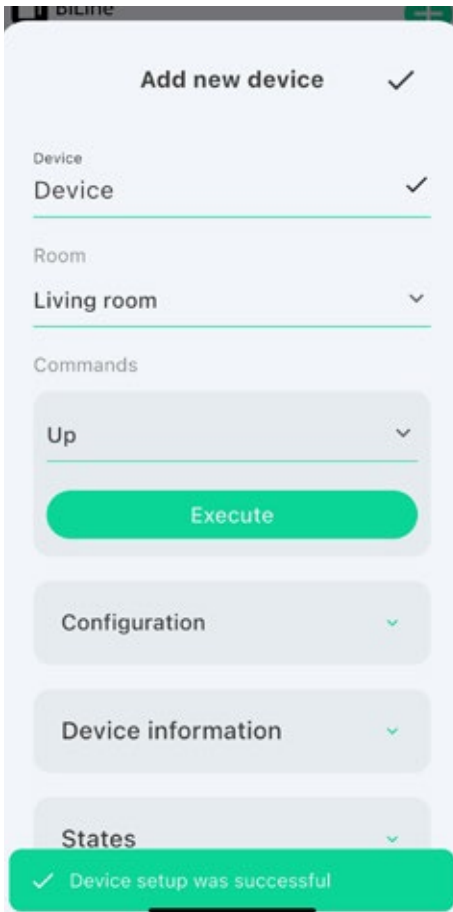 BiLine
Add new device
Device
Device
Room
Living room
Commands
Up
Execute
Configuration
Device information
States
Device setup was successful